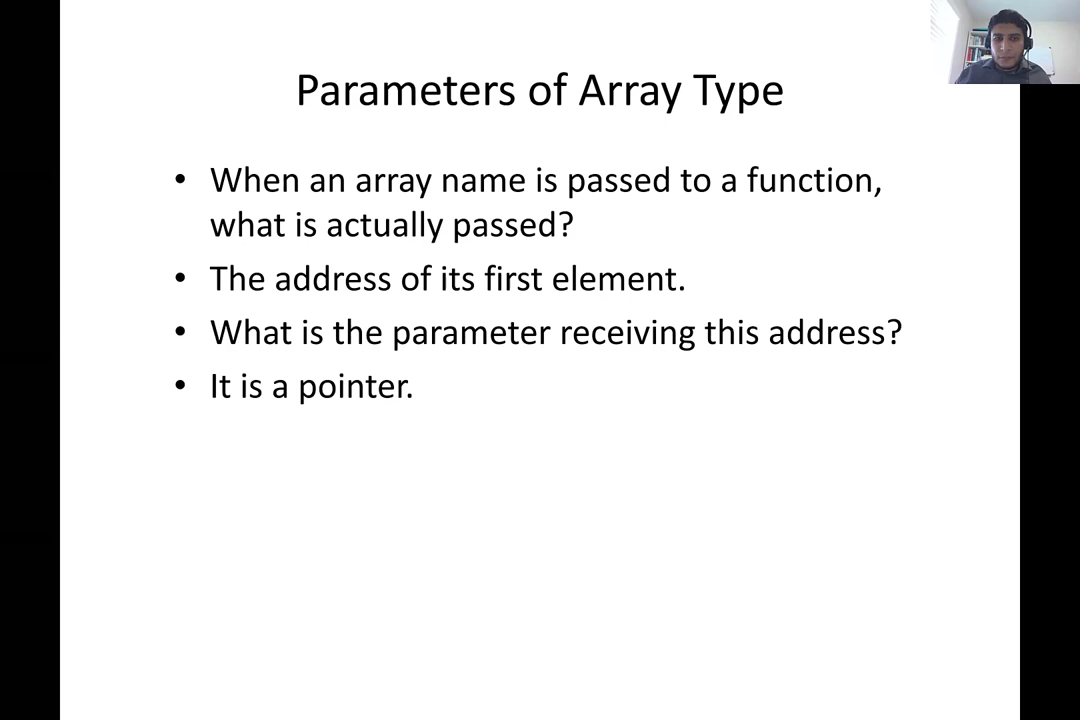 Parameters of Array Type
• When an array name is passed to a function,
what is actually passed?
• The address of its first element.
• What is the parameter receiving this address?
• It is a pointer.